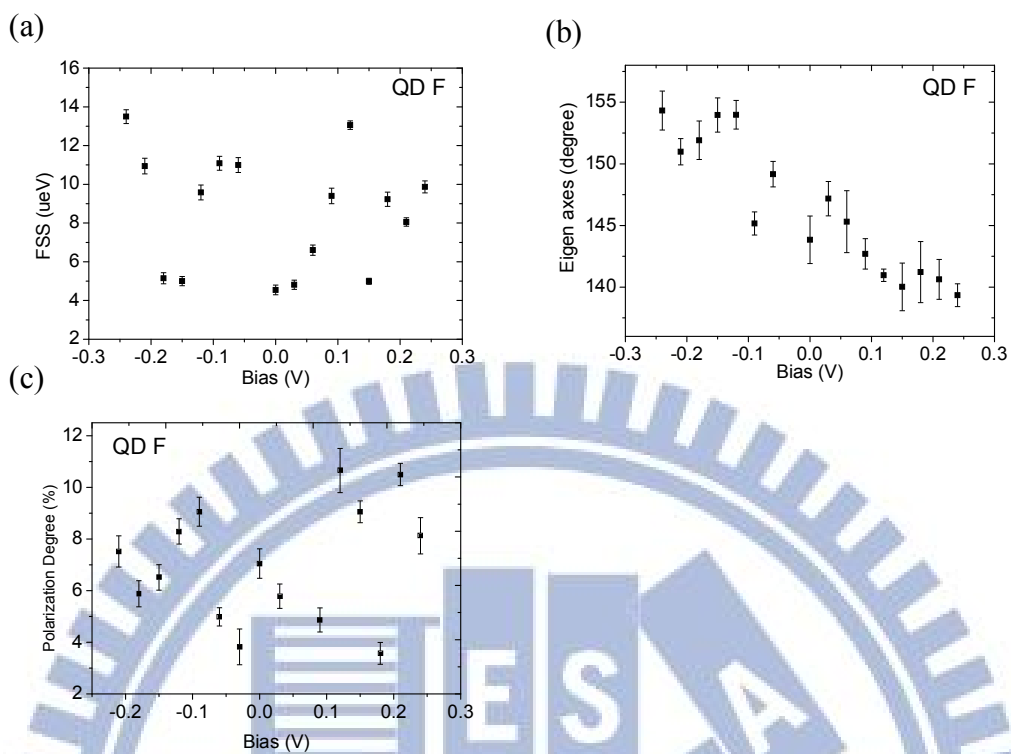 (a)
16
14
12
10
8
6
4
2
-0.3 -0.2 -0.1 0.0 0.1 0.2 0.3
FSS (ueV)
Bias (V)
QD F
(b)
155
150
145
140
-0.3 -0.2 -0.1 0.0 0.1 0.2 0.3
Eigen axes (degree)
Bias (V)
QD F
(c)
12
10
8
6
4
2
-0.2 -0.1 0.0 0.1 0.2 0.3
Polarization Degree (%)
Bias (V)
QD F
E S A